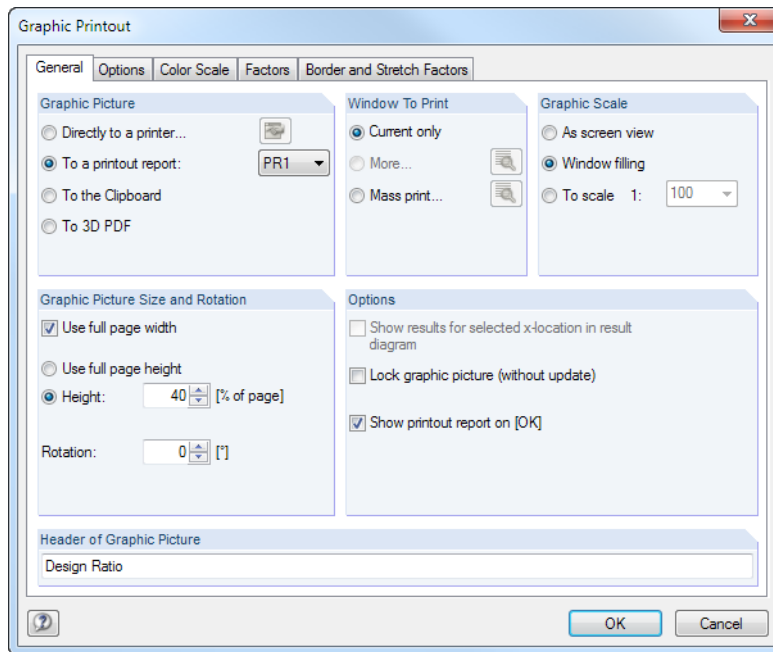 Graphic Printout
General Options Color Scale Factors Border and Stretch Factors
Graphic Picture
Directly to a printer...
To a printout report: PR1
To the Clipboard
To 3D PDF
Window To Print
Current only
More...
Mass print...
Graphic Scale
As screen view
Window filling
To scale 1: 100
Graphic Picture Size and Rotation
Use full page width
Use full page height
Height: 40 [% of page]
Rotation: 0 [°]
Options
Show results for selected x-location in result
diagram
Lock graphic picture (without update)
Show printout report on [OK]
Header of Graphic Picture
Design Ratio
OK Cancel